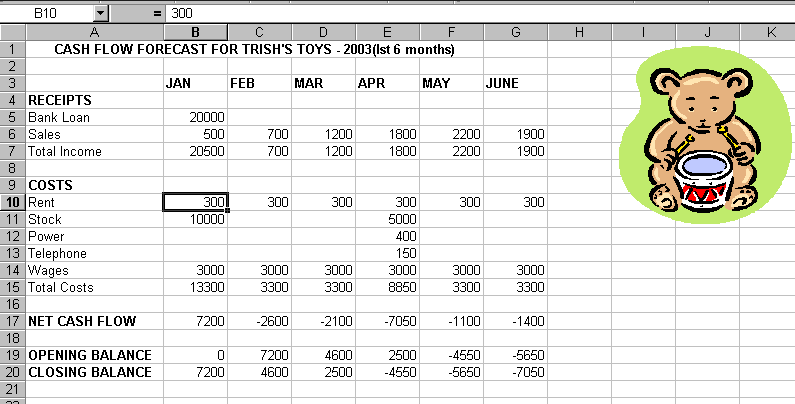 B10 = 300
A B C D E F G H I J K
1 CASH FLOW FORECAST FOR TRISH'S TOYS - 2003(Ist 6 months)
2
3 JAN FEB MAR APR MAY JUNE
4 RECEIPTS
5 Bank Loan 20000
6 Sales 500 700 1200 1800 2200 1900
7 Total Income 20500 700 1200 1800 2200 1900
8
9 COSTS
10 Rent 300 300 300 300 300 300
11 Stock 10000 5000
12 Power 400
13 Telephone 150
14 Wages 3000 3000 3000 3000 3000 3000
15 Total Costs 13300 3300 3300 8850 3300 3300
16
17 NET CASH FLOW 7200 -2600 -2100 -7050 -1100 -1400
18
19 OPENING BALANCE 0 7200 4600 2500 -4550 -5650
20 CLOSING BALANCE 7200 4600 2500 -4550 -5650 -7050
21